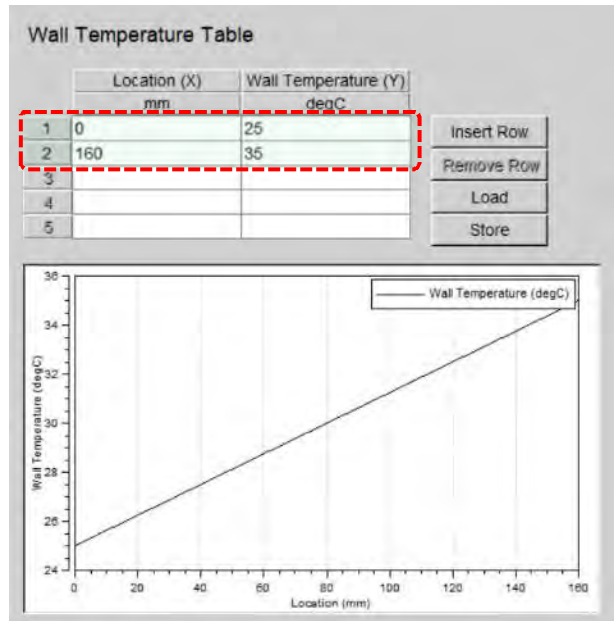 Wall Temperature Table
Location (X) Wall Temperature (Y)
mm degC
1 0 25
2 160 35
3
4
5
Insert Row
Remove Row
Load
Store
36
34
32
30
28
26
24
Wall Temperature (degC)
Wall Temperature (degC)
0 20 40 60 80 100 120 140 160
Location (mm)